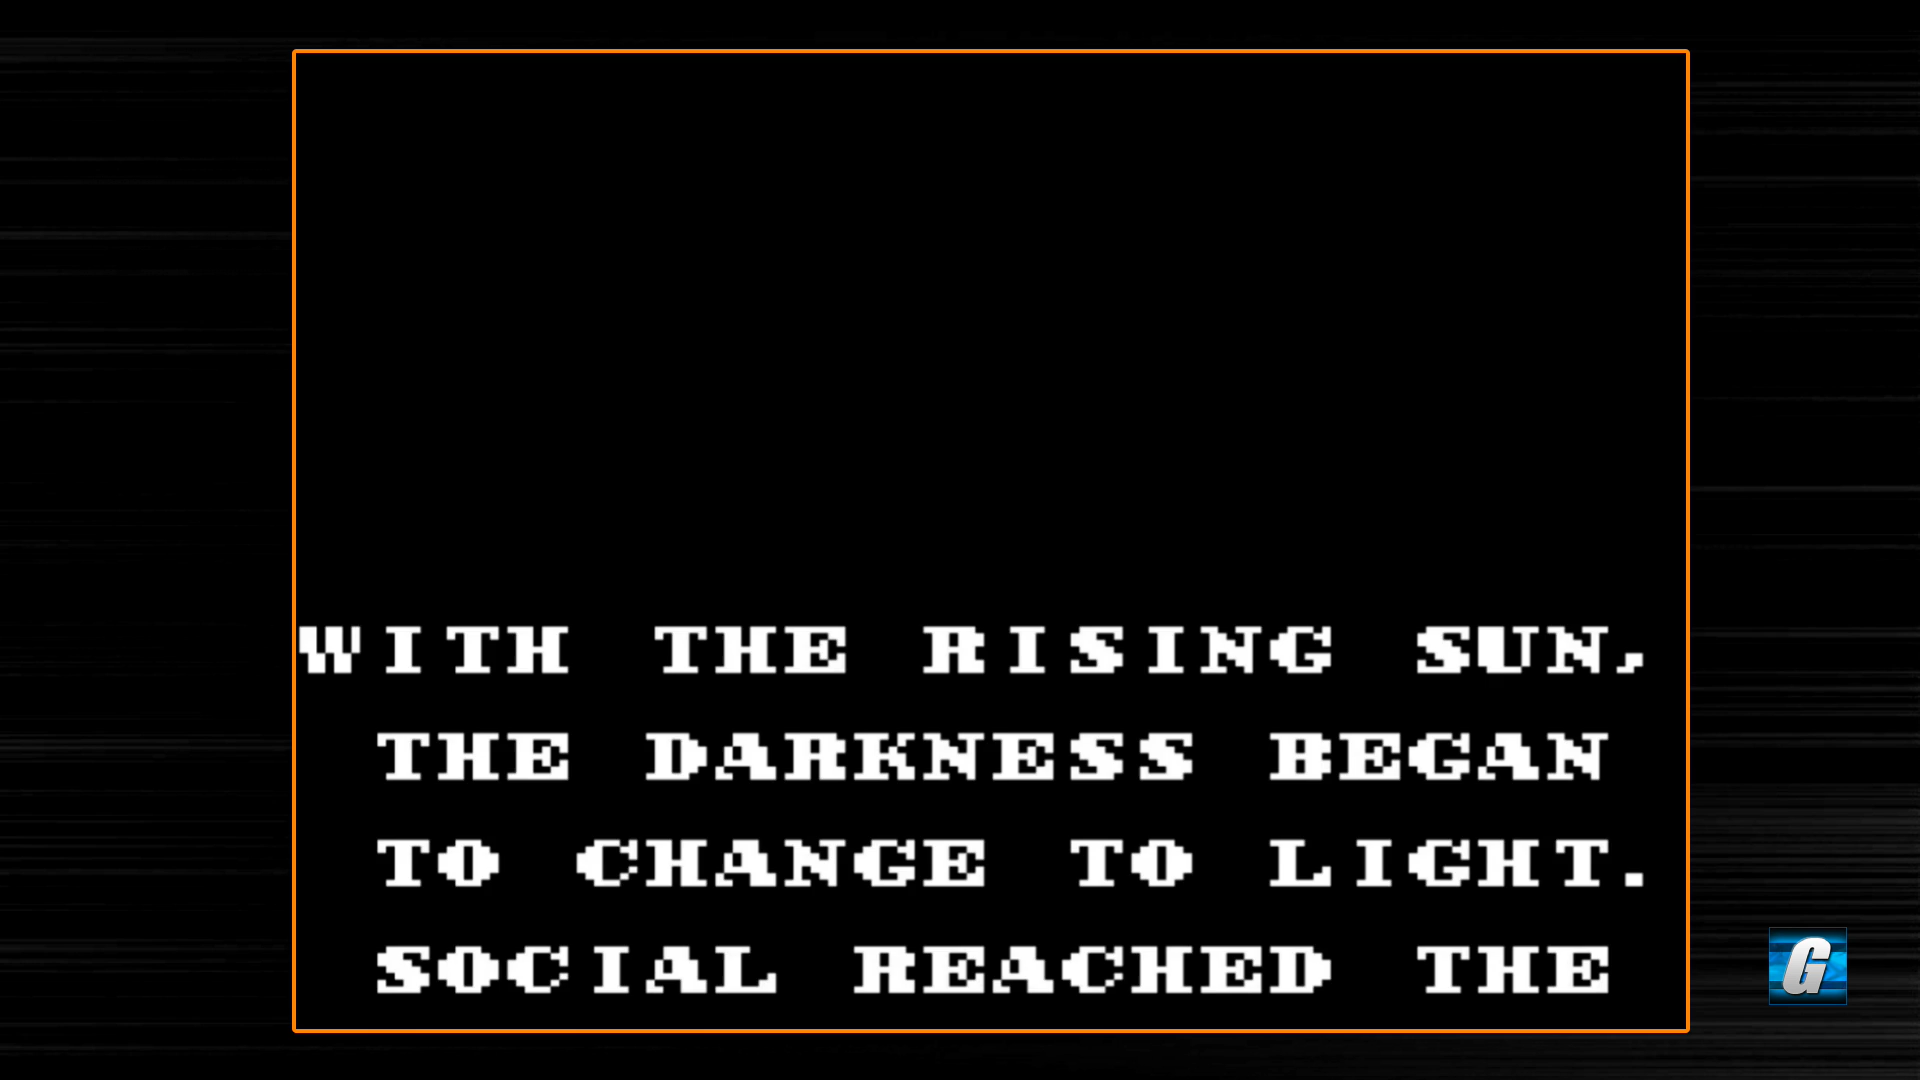 WITH THE RISING SUN,
THE DARKNESS BEGAN
TO CHANGE TO LIGHT.
SOCIAL REACHED THE
G